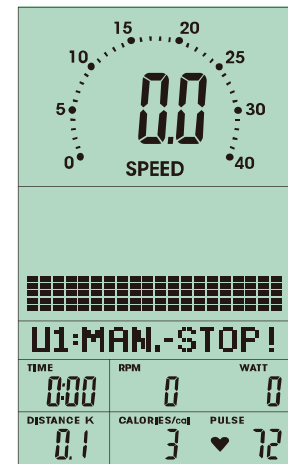 15 20
10 25
5 0.0 30
0 SPEED 40
U1:MAN.-STOP!
TIME RPM WATT
0:00 0 0
DISTANCE K CALORIES/cal PULSE
0.1 3 ♥ 72